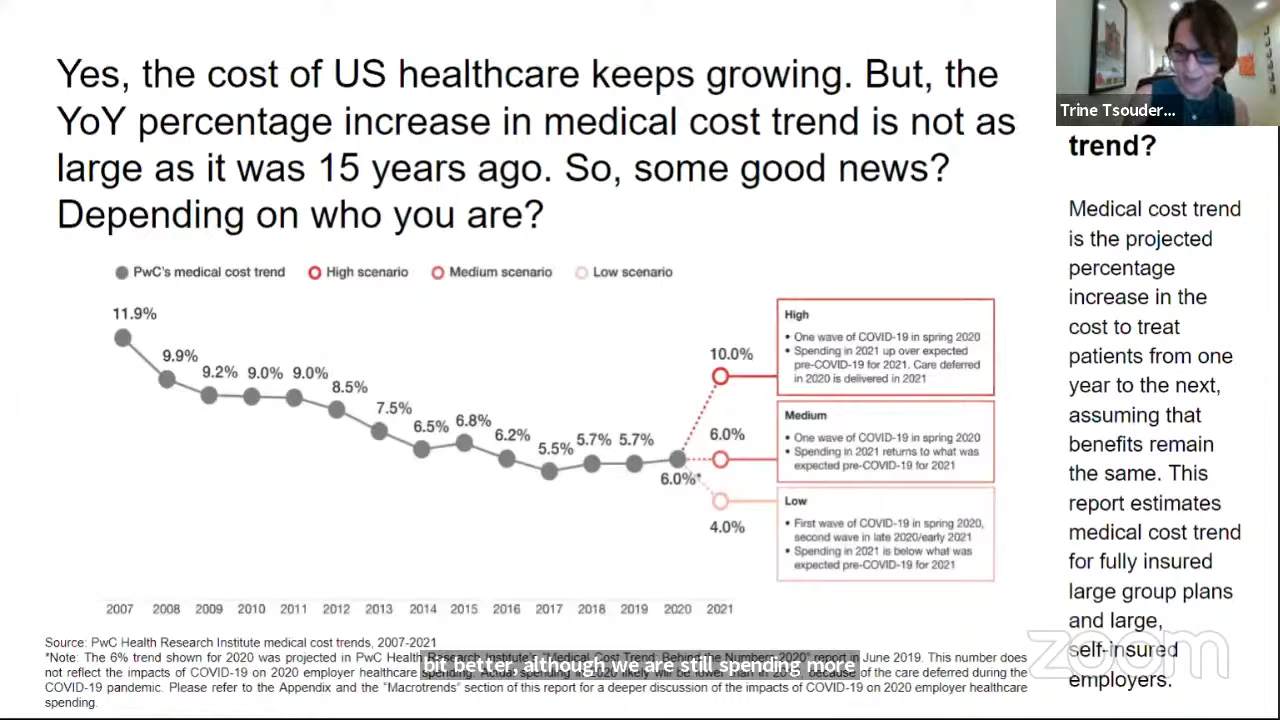 Yes, the cost of US healthcare keeps growing. But, the
YoY percentage increase in medical cost trend is not as
large as it was 15 years ago. So, some good news?
Depending on who you are?
Trine Tsouder...
trend?
Medical cost trend
is the projected
percentage
increase in the
cost to treat
patients from one
year to the next,
assuming that
benefits remain
the same. This
report estimates
medical cost trend
for fully insured
large group plans
and large,
self-insured
employers.
PwC's medical cost trend High scenario Medium scenario Low scenario
11.9%
9.9%
9.2%
9.0%
9.0%
8.5%
7.5%
6.5%
6.8%
6.2%
5.5%
5.7%
5.7%
6.0%*
10.0%
6.0%
4.0%
High
• One wave of COVID-19 in spring 2020
• Spending in 2021 up over expected
pre-COVID-19 for 2021. Care deferred
in 2020 is delivered in 2021
Medium
• One wave of COVID-19 in spring 2020
• Spending in 2021 returns to what was
expected pre-COVID-19 for 2021
Low
• First wave of COVID-19 in spring 2020,
second wave in late 2020/early 2021
• Spending in 2021 is below what was
expected pre-COVID-19 for 2021
2007 2008 2009 2010 2011 2012 2013 2014 2015 2016 2017 2018 2019 2020 2021
Source: PwC Health Research Institute medical cost trends, 2007-2021
*Note: The 6% trend shown for 2020 was projected in PwC Health Research Institute's "Medical Cost Trend: Behind the Numbers 2020" report in June 2019. This number does
not reflect the impacts of COVID-19 on 2020 employer healthcare spending. because of the care deferred during the
COVID-19 pandemic. Please refer to the Appendix and the "Macrotrends" section of this report for a deeper discussion of the impacts of COVID-19 on 2020 employer healthcare
spending.
bit better, although we are still spending more
zoom